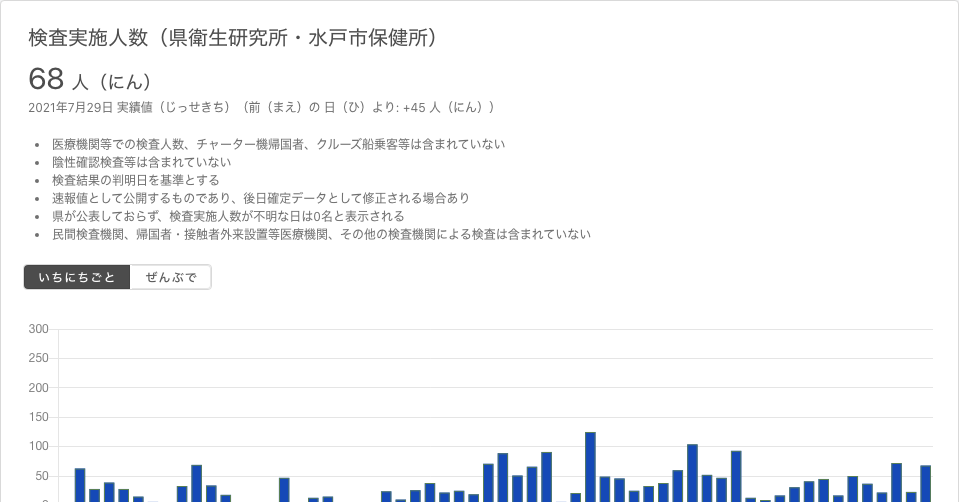 検査実施人数（県衛生研究所・水戸市保健所）
68 人（にん）
2021年7月29日 実績値（じっせきち）（前（まえ）の 日（ひ）より: +45 人（にん））
• 医療機関等での検査人数、チャーター機帰国者、クルーズ船乗客等は含まれていない
• 陰性確認検査等は含まれていない
• 検査結果の判明日を基準とする
• 速報値として公開するものであり、後日確定データとして修正される場合あり
• 県が公表しておらず、検査実施人数が不明な日は0名と表示される
• 民間検査機関、帰国者・接触者外来設置等医療機関、その他の検査機関による検査は含まれていない
いちにちごと ぜんぶで
300
250
200
150
100
50